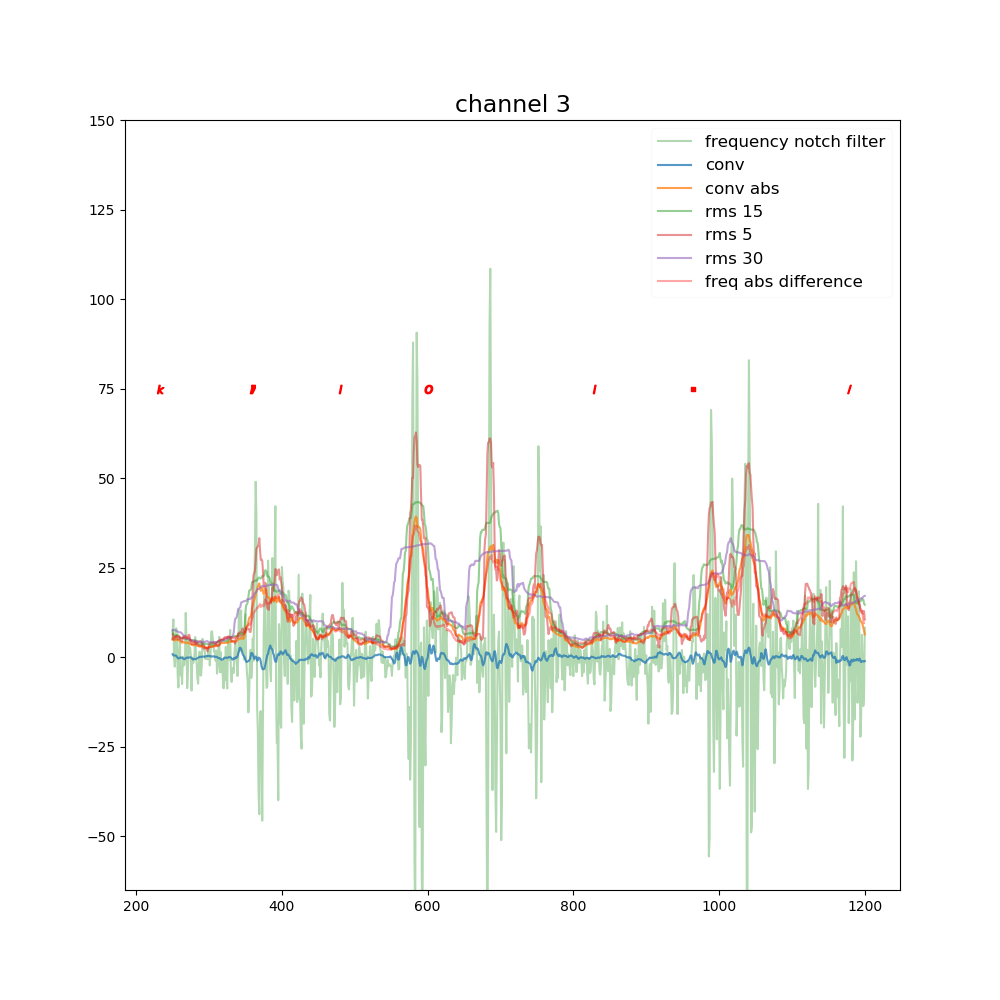 channel 3
150
125
100
75
50
25
0
−25
−50
frequency notch filter
conv
conv abs
rms 15
rms 5
rms 30
freq abs difference
k l O l l
200 400 600 800 1000 1200